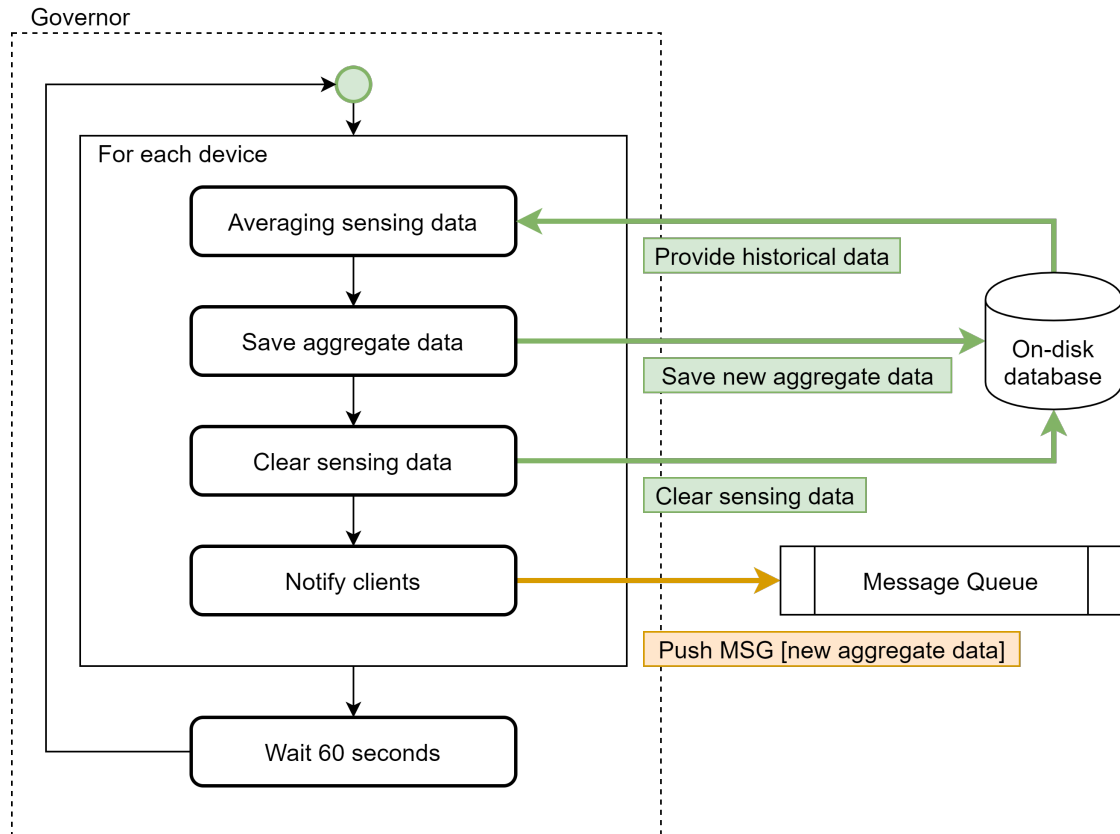 Governor
For each device
Averaging sensing data
Provide historical data
Save aggregate data
On-disk
database
Save new aggregate data
Clear sensing data
Clear sensing data
Notify clients
Message Queue
Push MSG [new aggregate data]
Wait 60 seconds